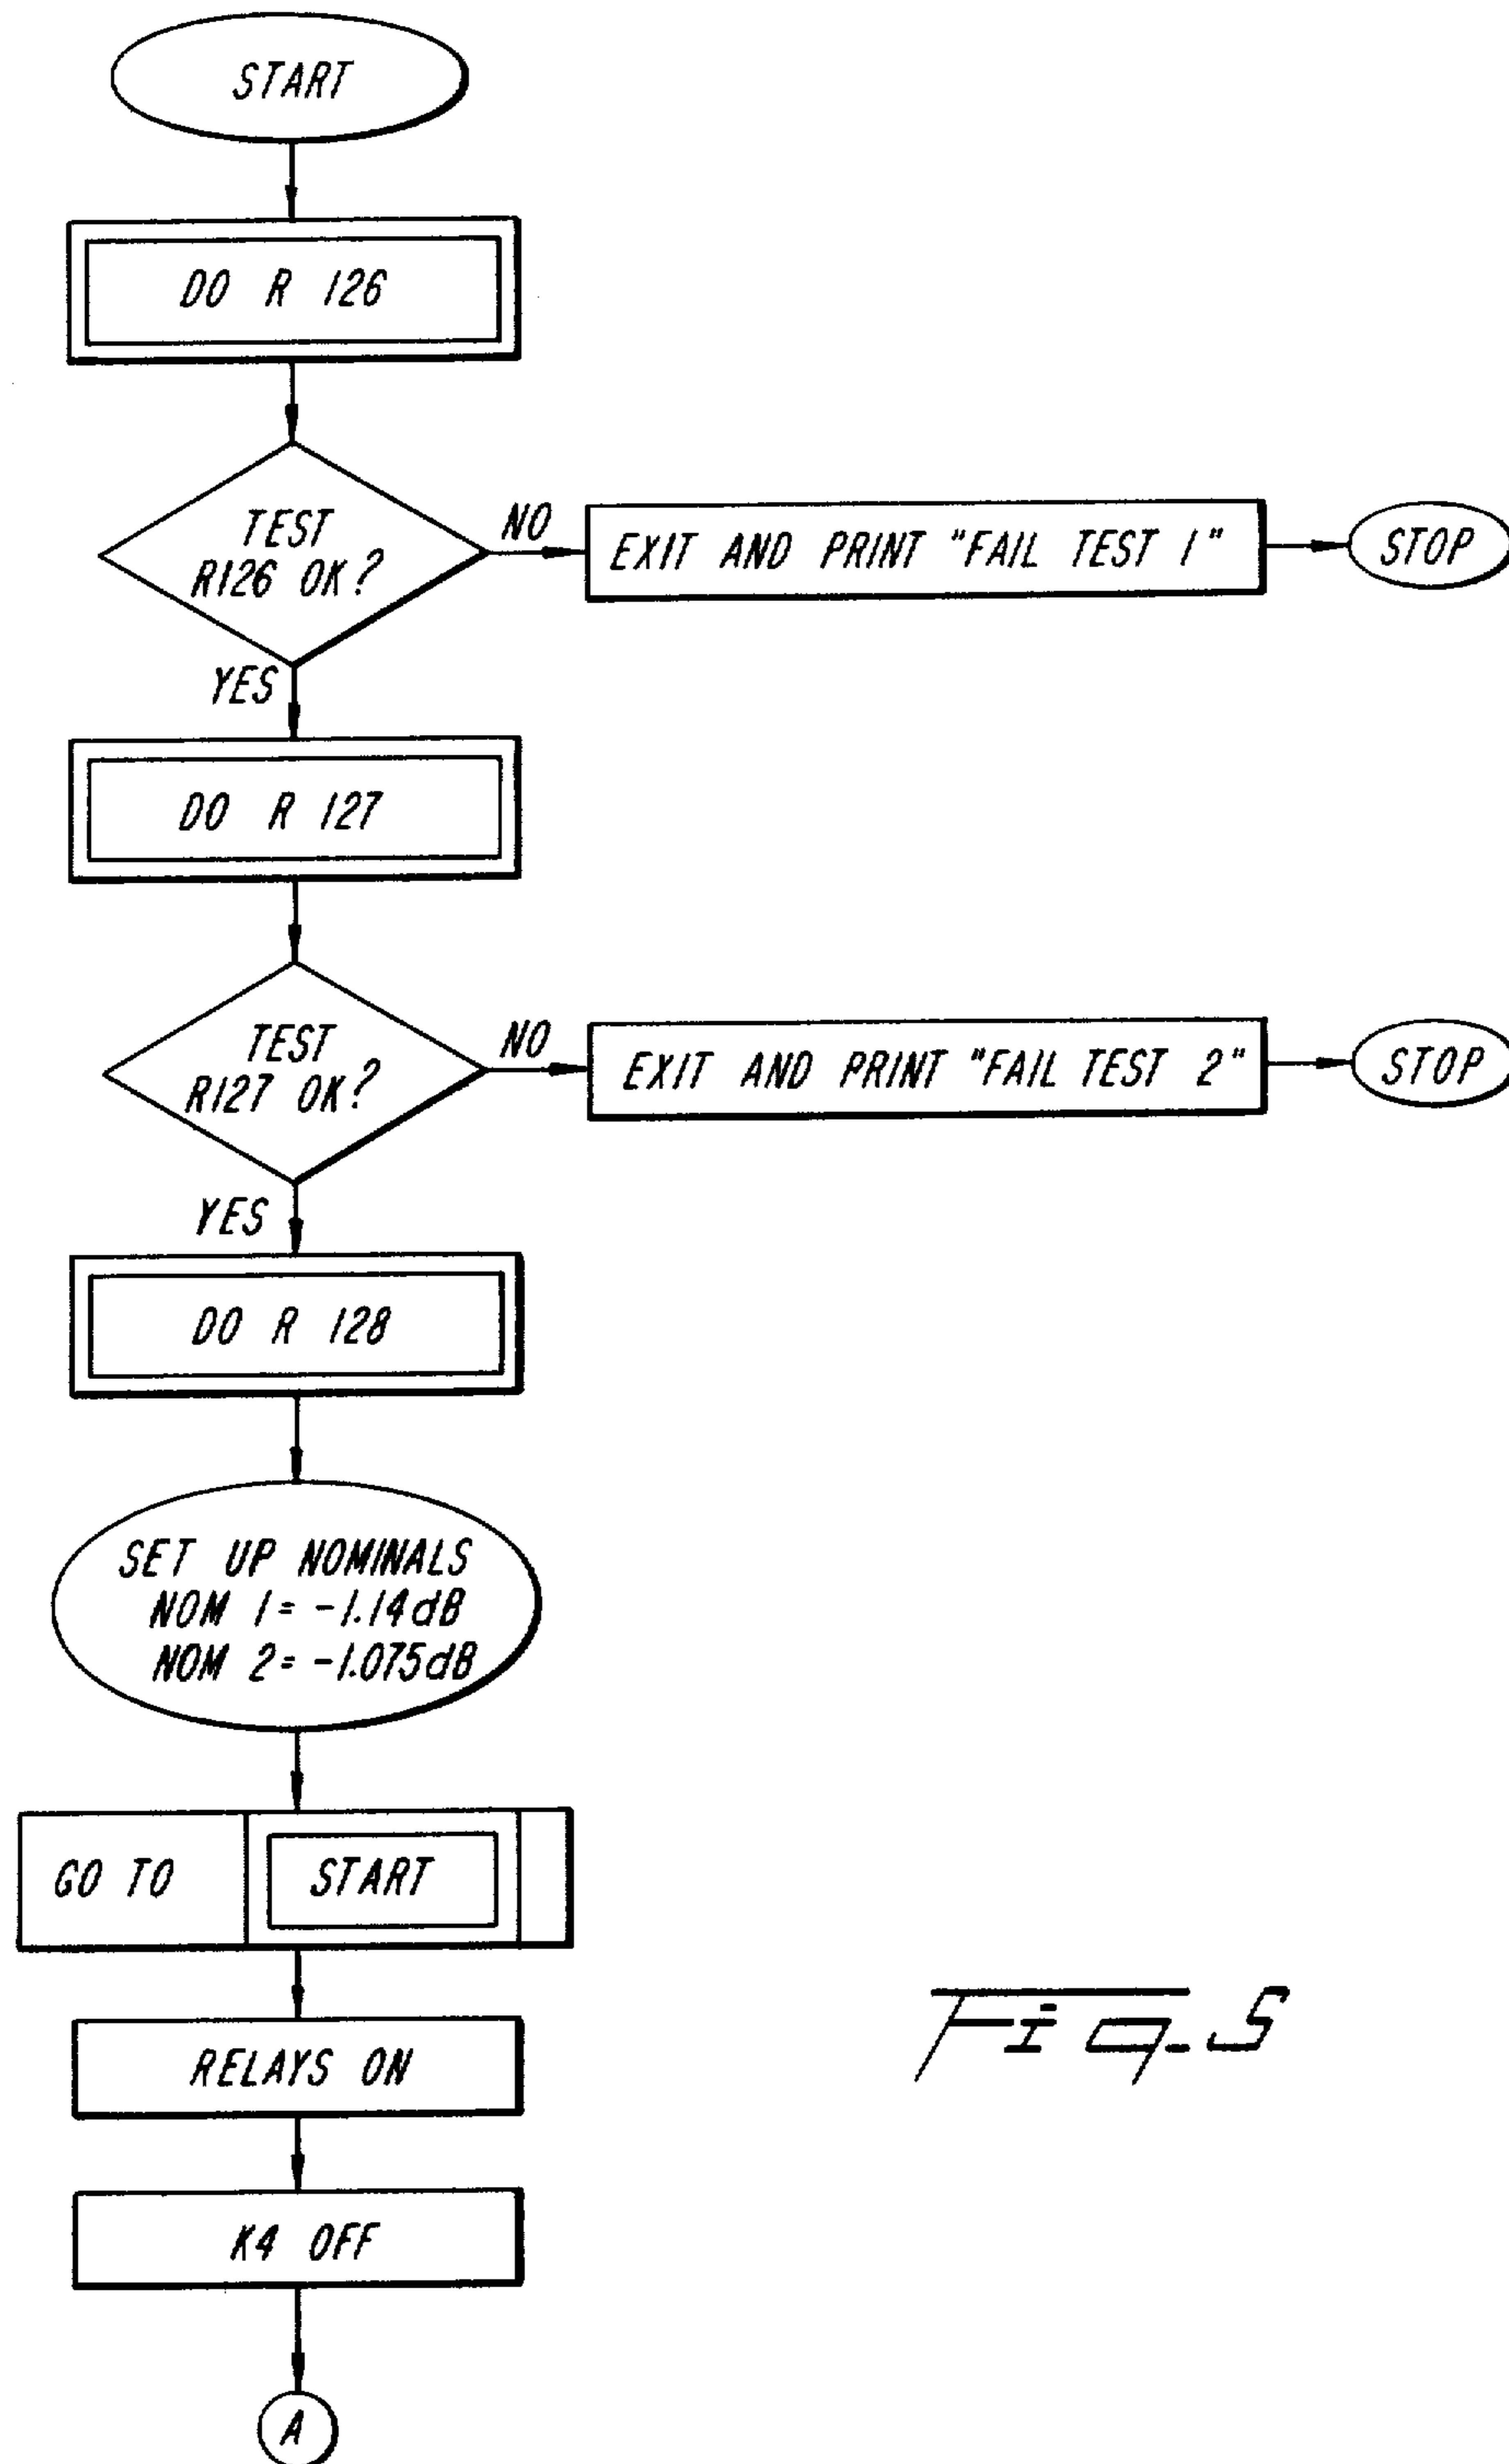 START
DO R 126
TEST
R126 OK?
NO
EXIT AND PRINT "FAIL TEST 1"
STOP
YES
DO R 127
TEST
R127 OK?
NO
EXIT AND PRINT "FAIL TEST 2"
STOP
YES
DO R 128
SET UP NOMINALS
NOM 1 = -1.14dB
NOM 2 = -1.075dB
GO TO START
RELAYS ON
K4 OFF
A
Fig. 5